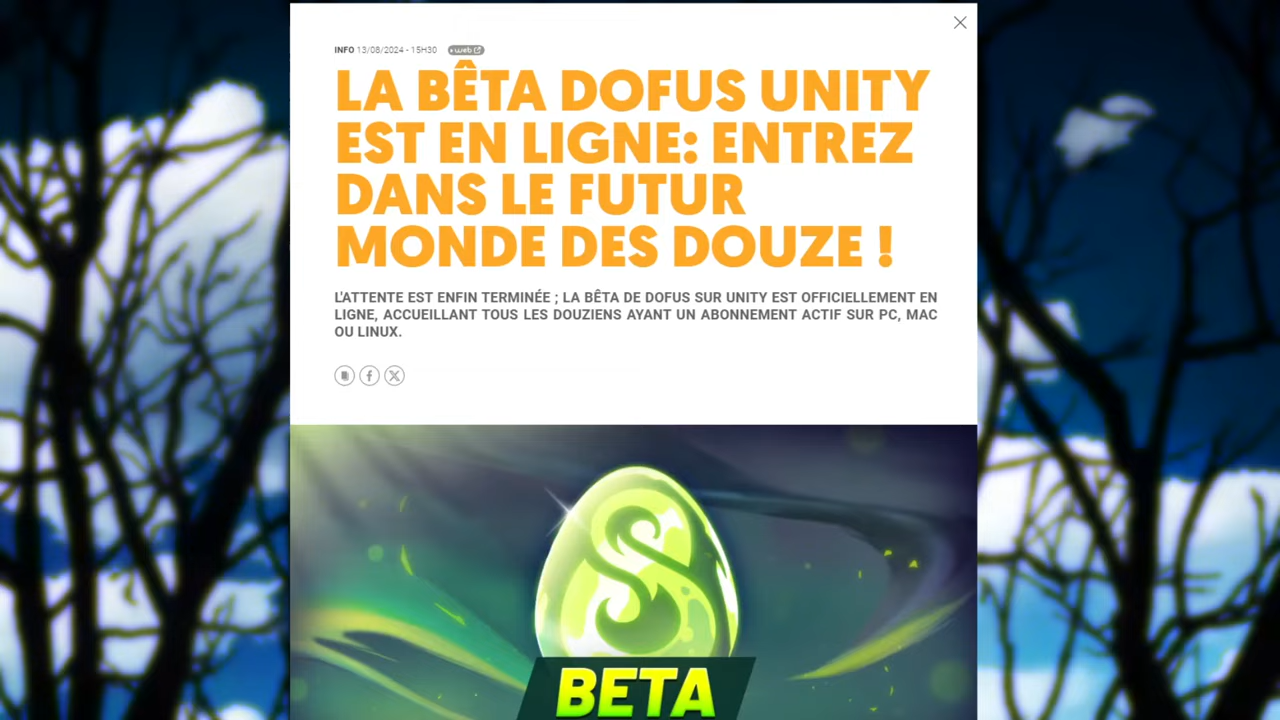 INFO 13/08/2024 - 15H30 web
LA BÊTA DOFUS UNITY
EST EN LIGNE: ENTREZ
DANS LE FUTUR
MONDE DES DOUZE !
L'ATTENTE EST ENFIN TERMINÉE ; LA BÊTA DE DOFUS SUR UNITY EST OFFICIELLEMENT EN
LIGNE, ACCUEILLANT TOUS LES DOUZIENS AYANT UN ABONNEMENT ACTIF SUR PC, MAC
OU LINUX.
BETA